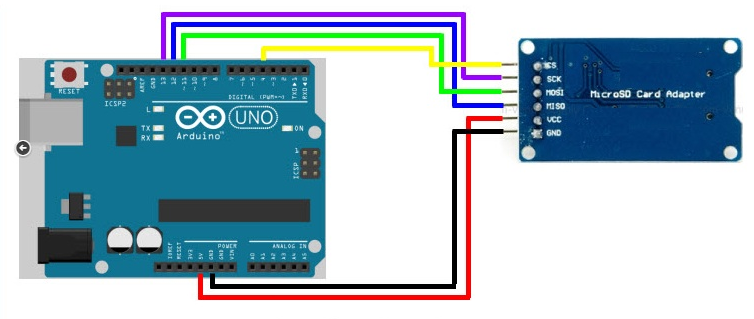 RESET
ICSP2
AREF
GND
13
12
~11
~10
~9
8
7
~6
~5
4
~3
2
TX▸1
RX◂0
DIGITAL (PWM=~)
L
TX
RX
UNO
Arduino
ON
ICSP
1
IOREF
RESET
3V3
5V
GND
GND
VIN
POWER
ANALOG IN
A0
A1
A2
A3
A4
A5
CS
SCK
MOSI
MISO
VCC
GND
MicroSD Card Adapter